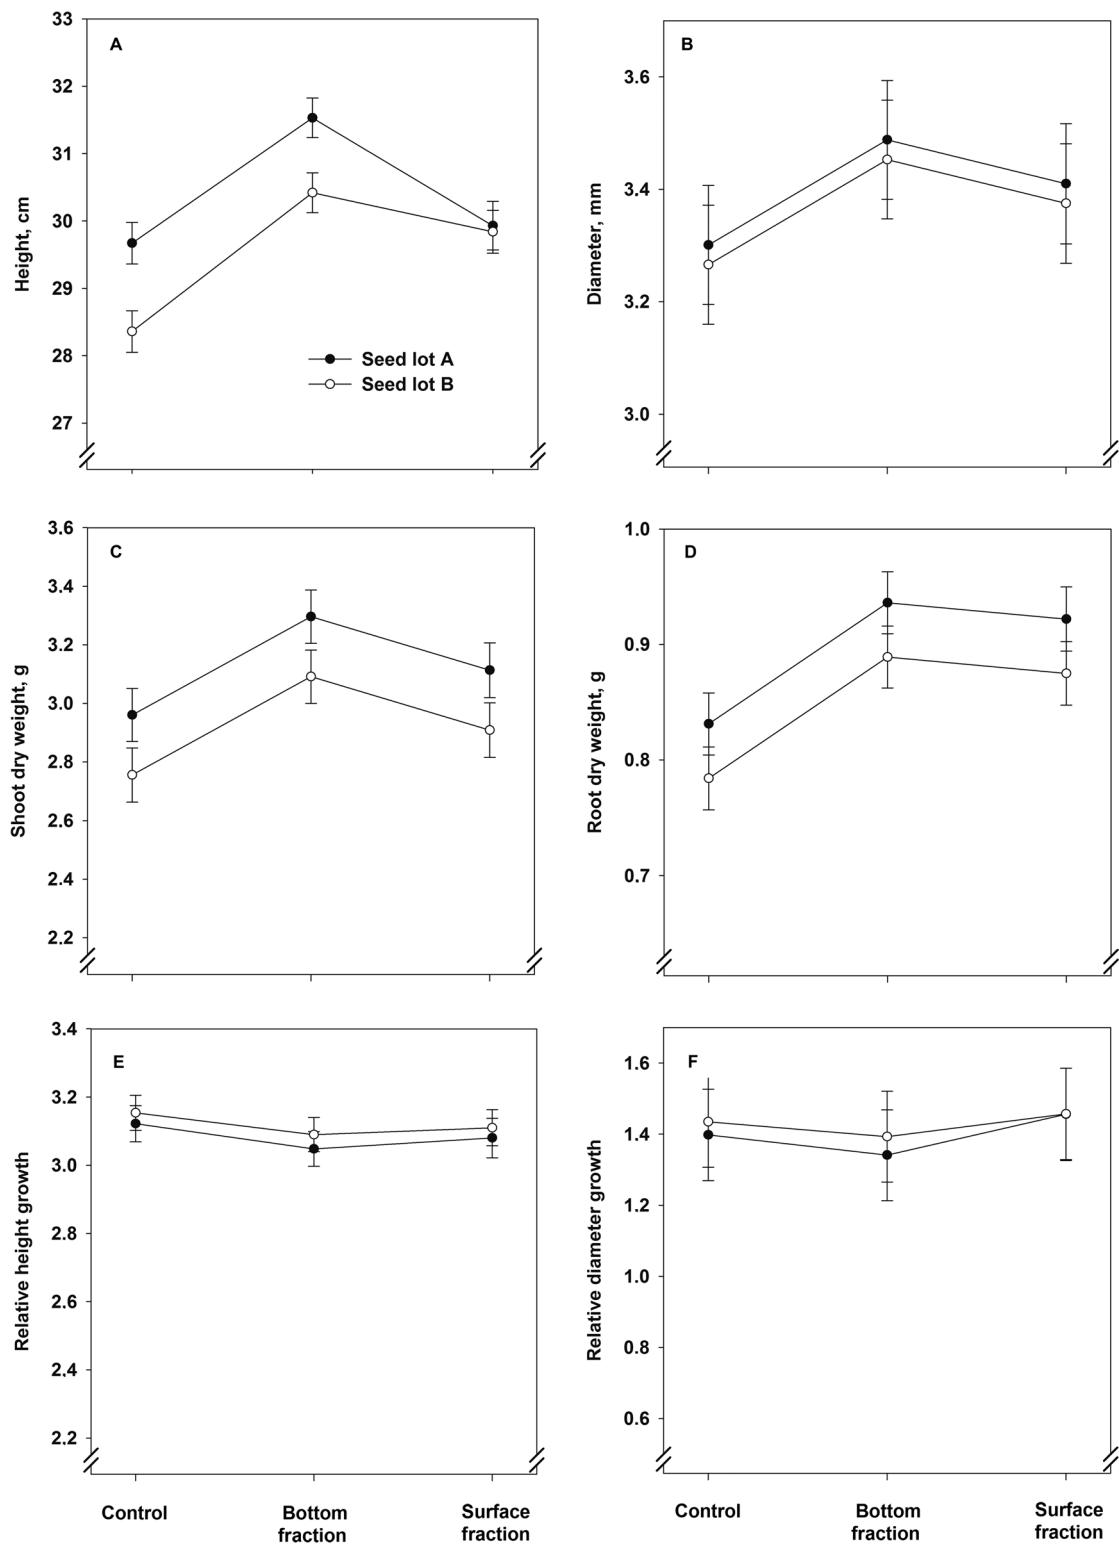 A
33
32
31
30
29
28
27
Height, cm
Seed lot A
Seed lot B
B
3.6
3.4
3.2
3.0
Diameter, mm
C
3.6
3.4
3.2
3.0
2.8
2.6
2.4
2.2
Shoot dry weight, g
D
1.0
0.9
0.8
0.7
Root dry weight, g
E
3.4
3.2
3.0
2.8
2.6
2.4
2.2
Relative height growth
Control
Bottom
fraction
Surface
fraction
F
1.6
1.4
1.2
1.0
0.8
0.6
Relative diameter growth
Control
Bottom
fraction
Surface
fraction